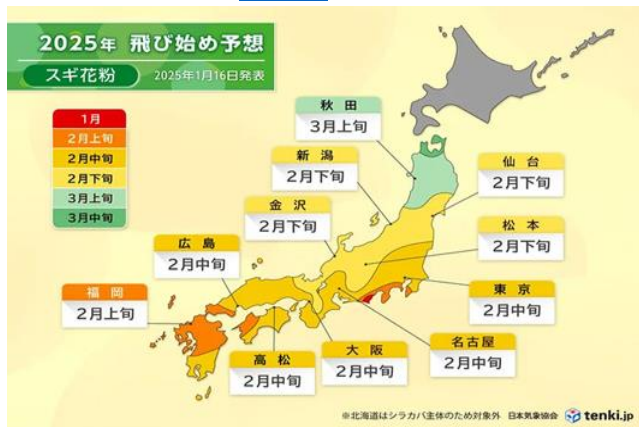 2025年 飛び始め予想
スギ花粉 2025年1月16日発表
1月
2月上旬
2月中旬
2月下旬
3月上旬
3月中旬
秋田
3月上旬
新潟
2月下旬
仙台
2月下旬
金沢
2月下旬
松本
2月下旬
広島
2月中旬
福岡
2月上旬
東京
2月中旬
高松
2月中旬
大阪
2月中旬
名古屋
2月中旬
※北海道はシラカバ主体のため対象外 日本気象協会 tenki.jp